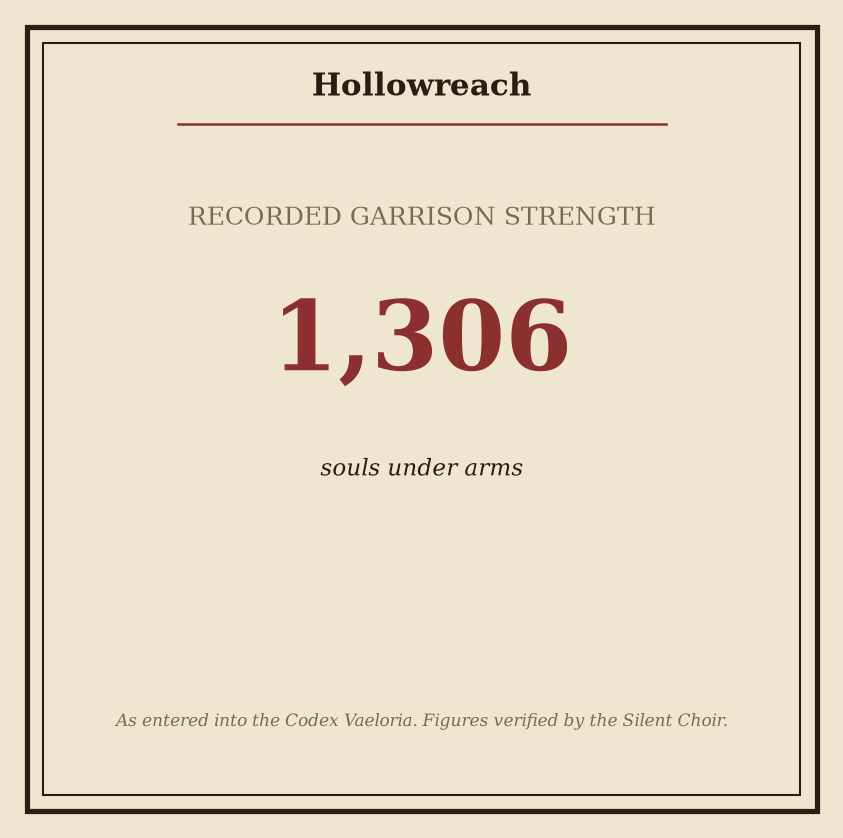 Hollowreach
RECORDED GARRISON STRENGTH
1,306
souls under arms
As entered into the Codex Vaeloria. Figures verified by the Silent Choir.